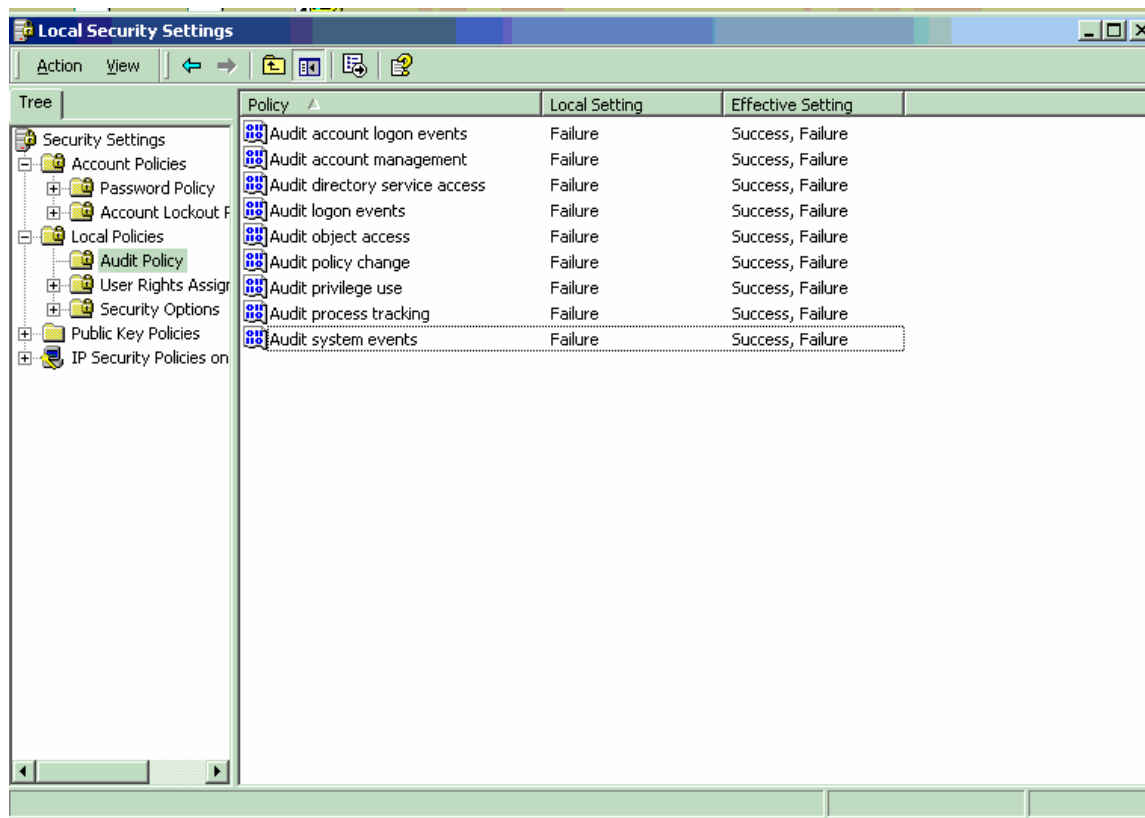 Local Security Settings
Action View
Tree
Security Settings
Account Policies
Password Policy
Account Lockout P
Local Policies
Audit Policy
User Rights Assigr
Security Options
Public Key Policies
IP Security Policies on
Policy Local Setting Effective Setting
Audit account logon events Failure Success, Failure
Audit account management Failure Success, Failure
Audit directory service access Failure Success, Failure
Audit logon events Failure Success, Failure
Audit object access Failure Success, Failure
Audit policy change Failure Success, Failure
Audit privilege use Failure Success, Failure
Audit process tracking Failure Success, Failure
Audit system events Failure Success, Failure